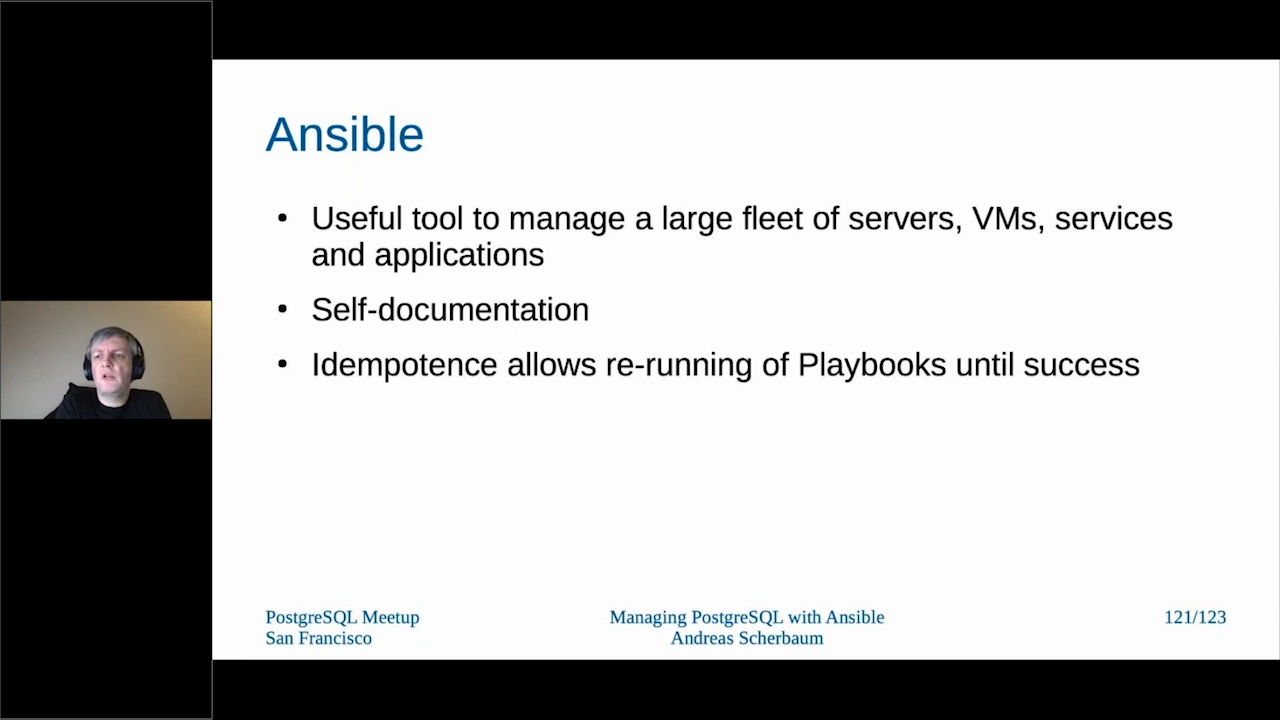 Ansible
• Useful tool to manage a large fleet of servers, VMs, services
and applications
• Self-documentation
• Idempotence allows re-running of Playbooks until success
PostgreSQL Meetup
San Francisco
Managing PostgreSQL with Ansible
Andreas Scherbaum
121/123